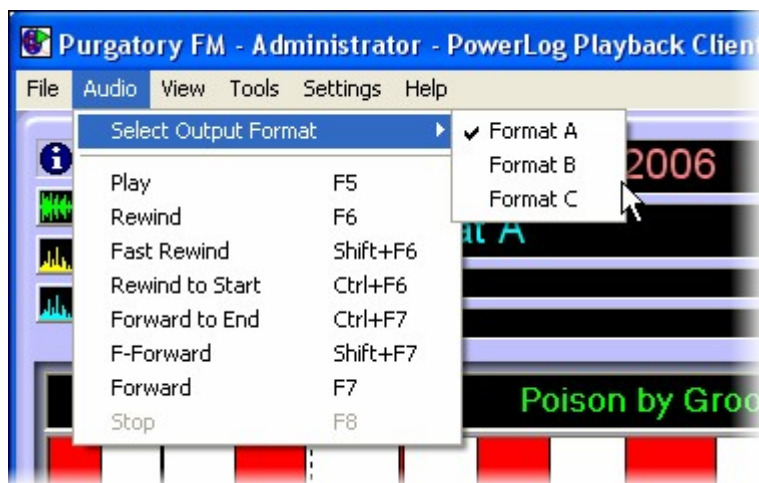 Purgatory FM - Administrator - PowerLog Playback Client
File Audio View Tools Settings Help
Select Output Format
Format A
Format B
Format C
2006
at A
Play F5
Rewind F6
Fast Rewind Shift+F6
Rewind to Start Ctrl+F6
Forward to End Ctrl+F7
F-Forward Shift+F7
Forward F7
Stop F8
Poison by Groo